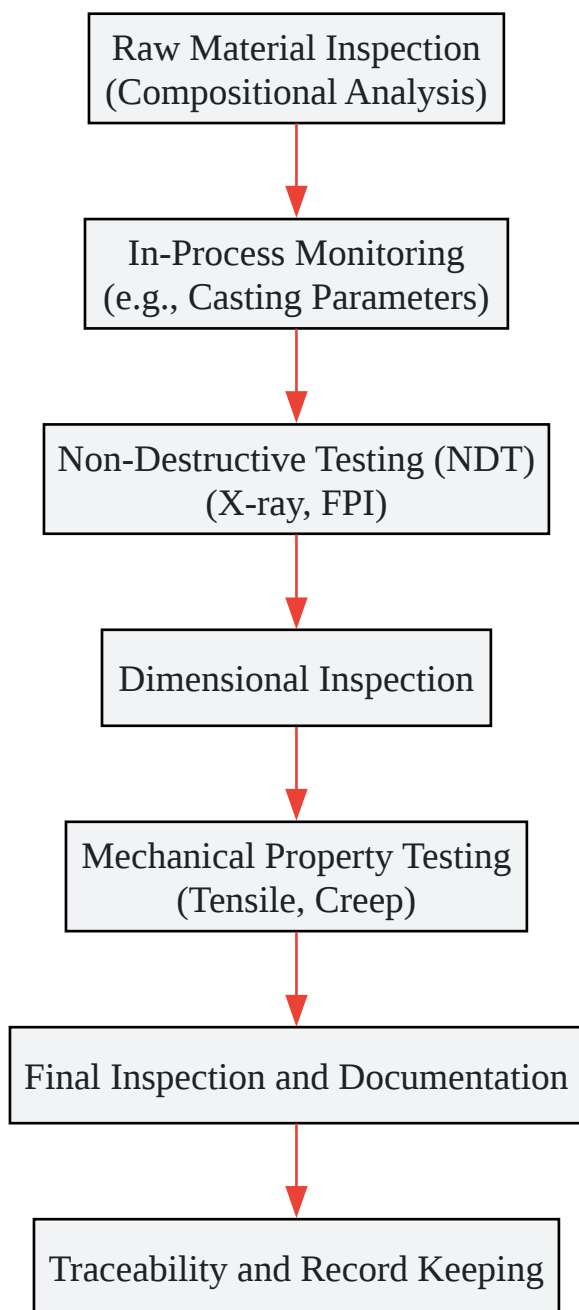 Raw Material Inspection
(Compositional Analysis)
In-Process Monitoring
(e.g., Casting Parameters)
Non-Destructive Testing (NDT)
(X-ray, FPI)
Dimensional Inspection
Mechanical Property Testing
(Tensile, Creep)
Final Inspection and Documentation
Traceability and Record Keeping